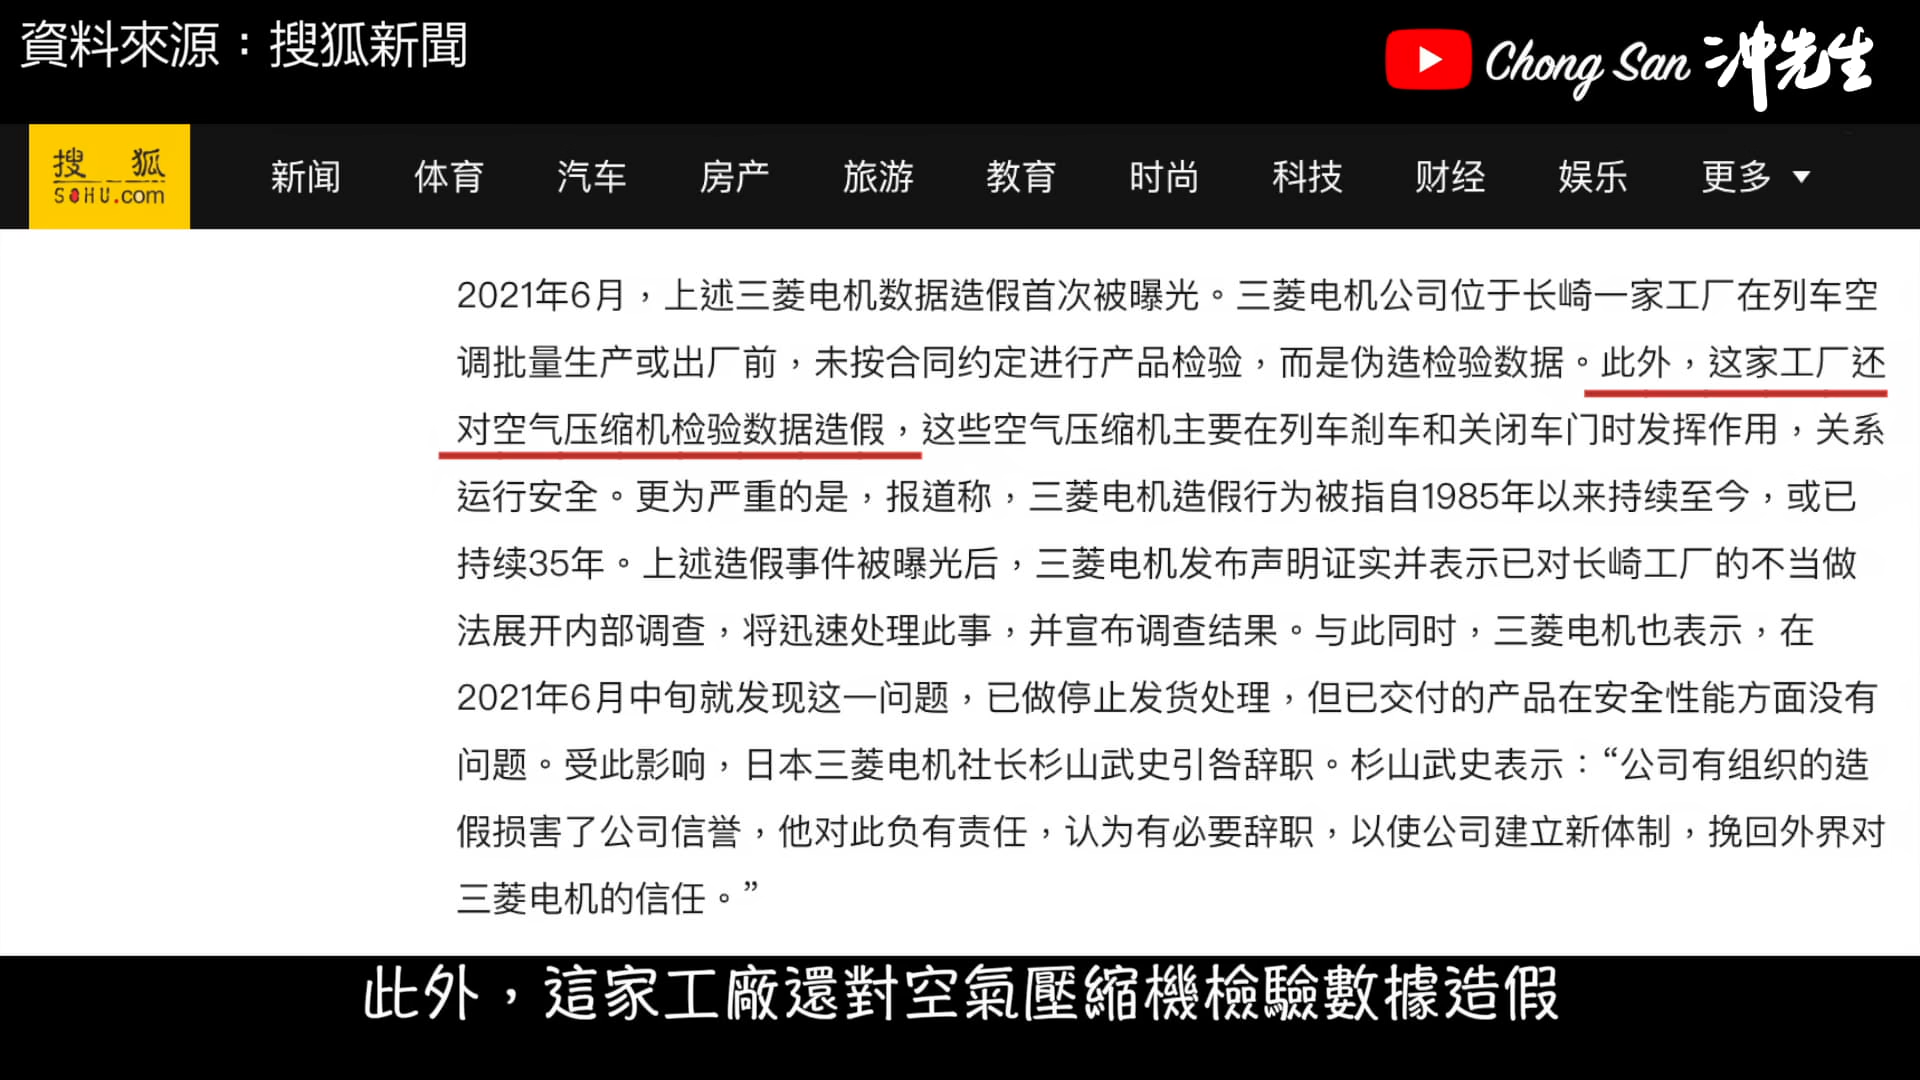 資料來源：搜狐新聞
Chong San 沖先生
搜狐
SOHU.com
新闻 体育 汽车 房产 旅游 教育 时尚 科技 财经 娱乐 更多
2021年6月，上述三菱电机数据造假首次被曝光。三菱电机公司位于长崎一家工厂在列车空
调批量生产或出厂前，未按合同约定进行产品检验，而是伪造检验数据。此外，这家工厂还
对空气压缩机检验数据造假，这些空气压缩机主要在列车刹车和关闭车门时发挥作用，关系
运行安全。更为严重的是，报道称，三菱电机造假行为被指自1985年以来持续至今，或已
持续35年。上述造假事件被曝光后，三菱电机发布声明证实并表示已对长崎工厂的不当做
法展开内部调查，将迅速处理此事，并宣布调查结果。与此同时，三菱电机也表示，在
2021年6月中旬就发现这一问题，已做停止发货处理，但已交付的产品在安全性能方面没有
问题。受此影响，日本三菱电机社长杉山武史引咎辞职。杉山武史表示：“公司有组织的造
假损害了公司信誉，他对此负有责任，认为有必要辞职，以使公司建立新体制，挽回外界对
三菱电机的信任。”
此外，這家工廠還對空氣壓縮機檢驗數據造假